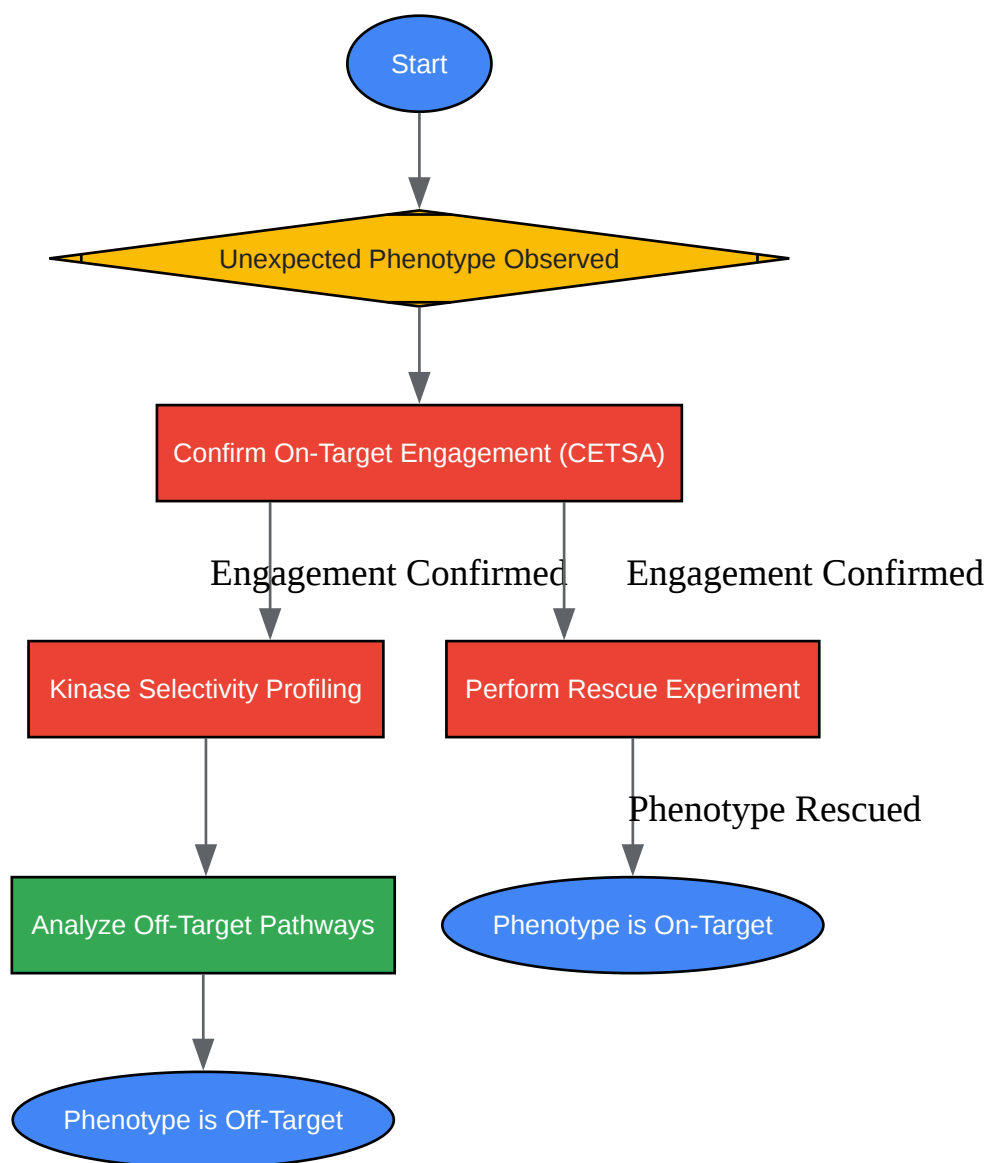 Start
Unexpected Phenotype Observed
Confirm On-Target Engagement (CETSA)
Engagement Confirmed
Engagement Confirmed
Kinase Selectivity Profiling
Perform Rescue Experiment
Phenotype Rescued
Analyze Off-Target Pathways
Phenotype is On-Target
Phenotype is Off-Target